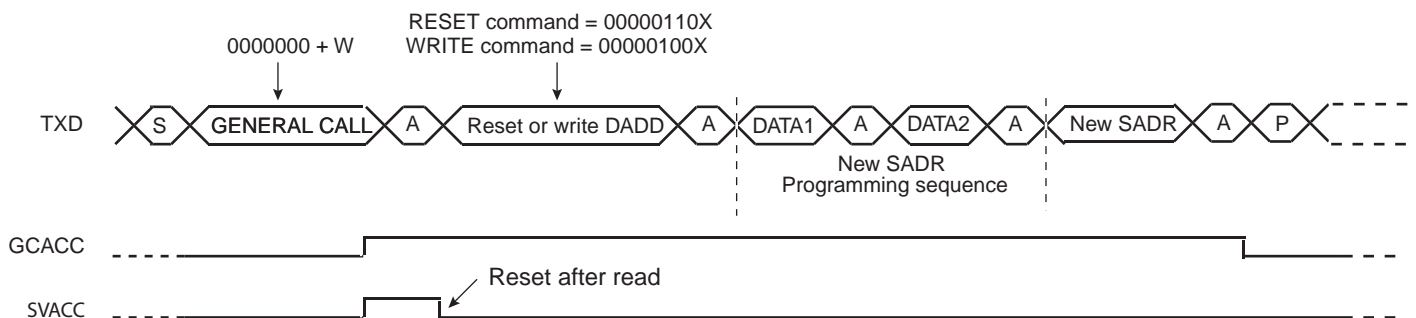 RESET command = 00000110X
0000000 + W
WRITE command = 00000100X
TXD
S
GENERAL CALL
A
Reset or write DADD
A
DATA1
A
DATA2
A
New SADR
A
P
New SADR
Programming sequence
GCACC
Reset after read
SVACC